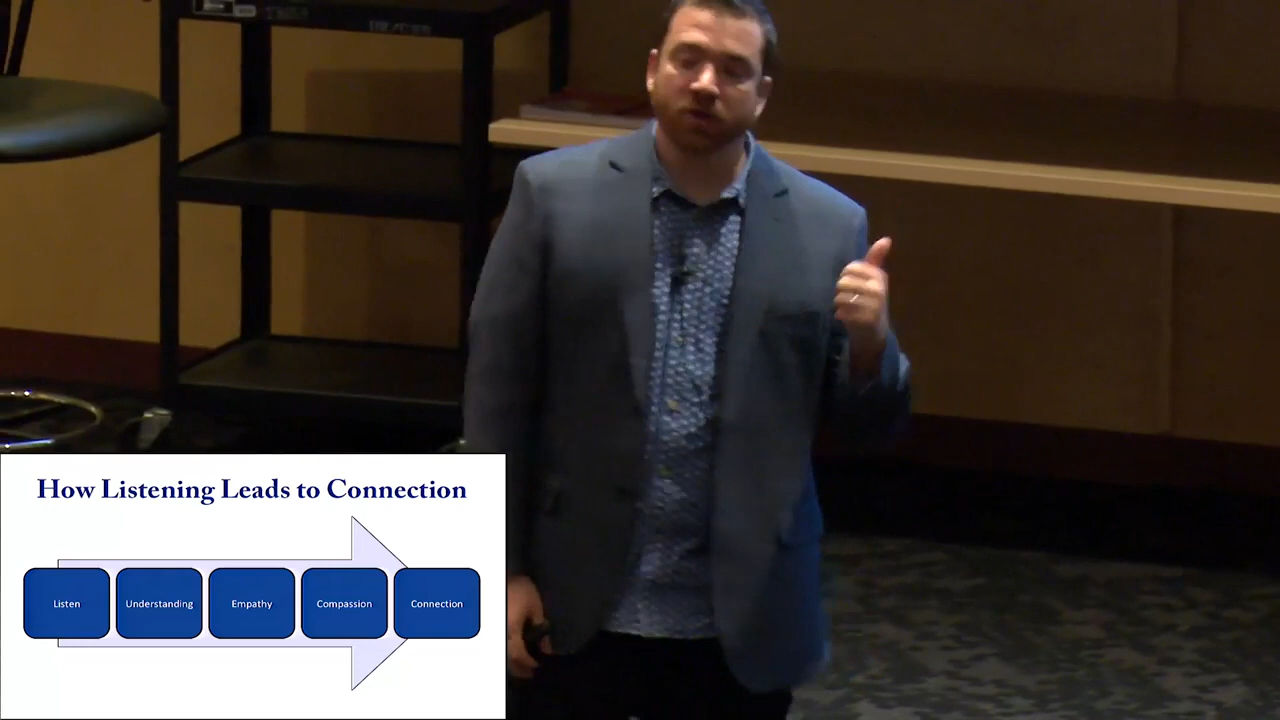 How Listening Leads to Connection
Listen
Understanding
Empathy
Compassion
Connection